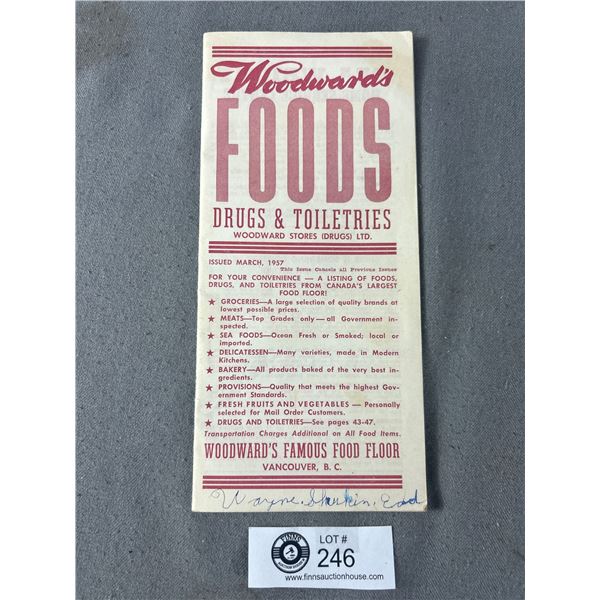 Woodward's
FOODS
DRUGS & TOILETRIES
WOODWARD STORES (DRUGS) LTD.
ISSUED MARCH, 1957
This Issue Cancels all Previous Issues
FOR YOUR CONVENIENCE — A LISTING OF FOODS,
DRUGS, AND TOILETRIES FROM CANADA'S LARGEST
FOOD FLOOR!
★ GROCERIES—A large selection of quality brands at
lowest possible prices.
★ MEATS—Top Grades only — all Government in-
spected.
★ SEA FOODS—Ocean Fresh or Smoked; local or
imported.
★ DELICATESSEN—Many varieties, made in Modern
Kitchens.
★ BAKERY—All products baked of the very best in-
gredients.
★ PROVISIONS—Quality that meets the highest Gov-
ernment Standards.
★ FRESH FRUITS AND VEGETABLES — Personally
selected for Mail Order Customers.
★ DRUGS AND TOILETRIES—See pages 43-47.
Transportation Charges Additional on All Food Items.
WOODWARD'S FAMOUS FOOD FLOOR
VANCOUVER, B. C.
Wayne
FINNS
LOT #
246
www.finnsauctionhouse.com